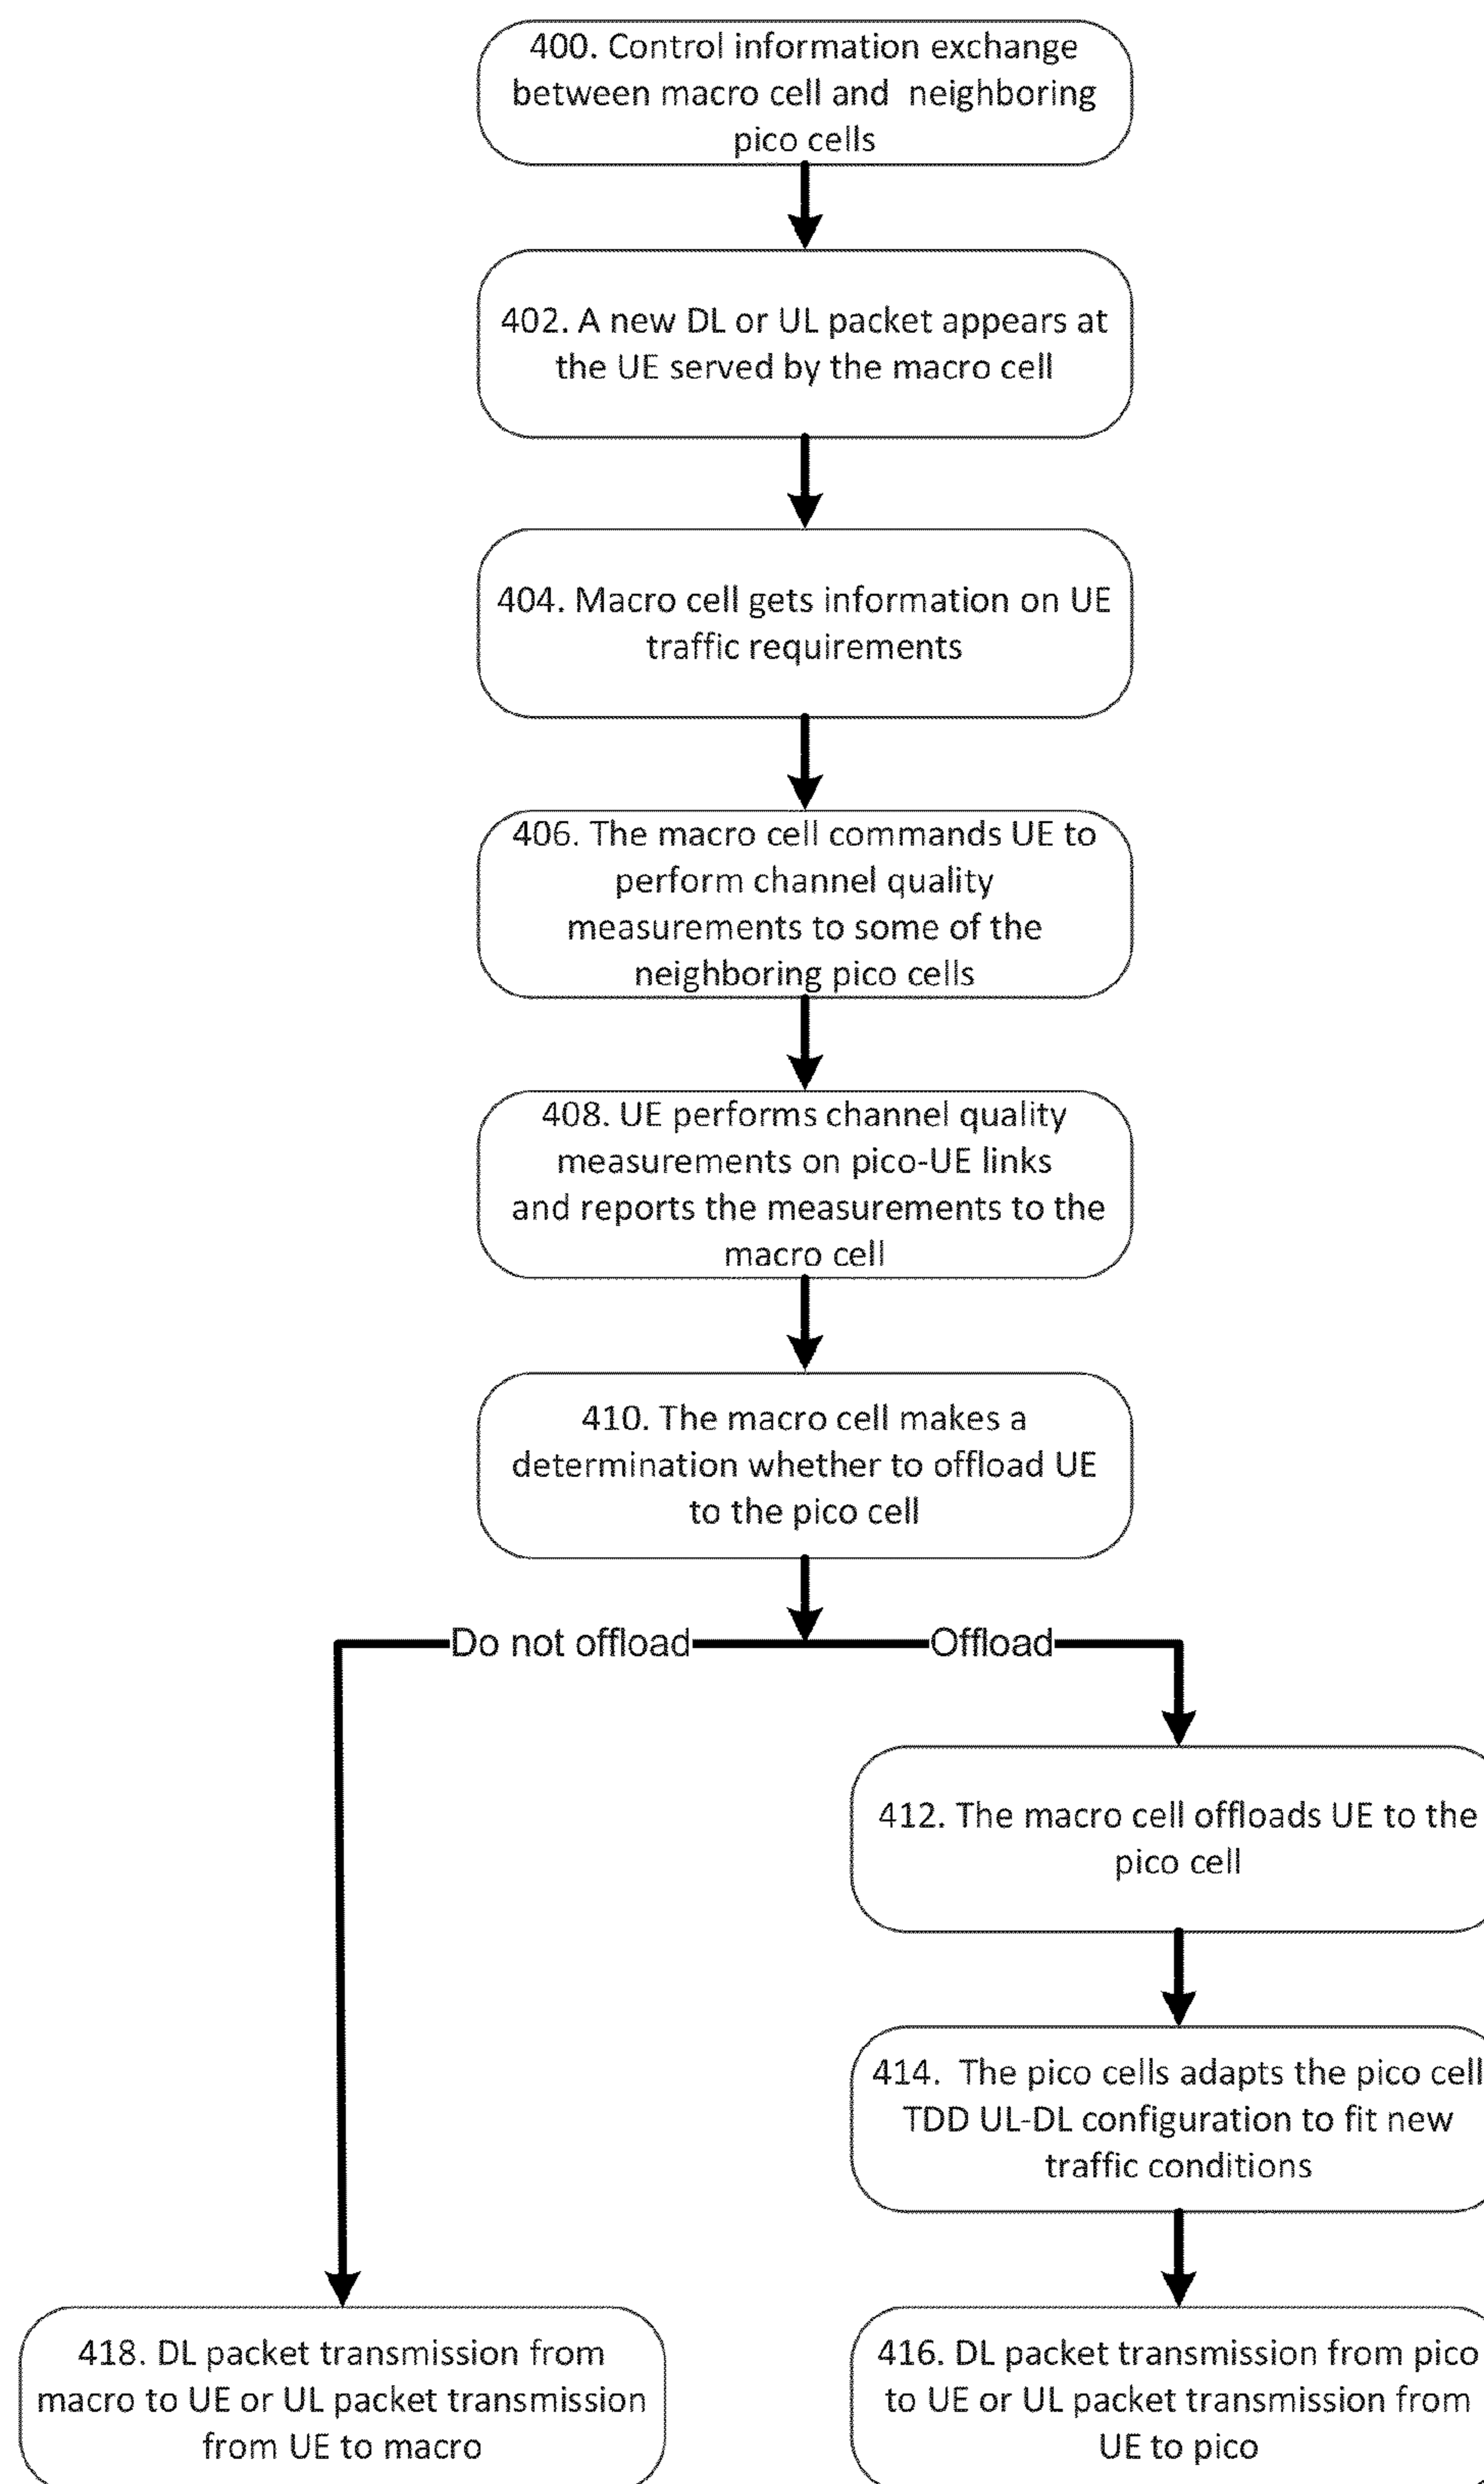 400. Control information exchange
between macro cell and neighboring
pico cells
402. A new DL or UL packet appears at
the UE served by the macro cell
404. Macro cell gets information on UE
traffic requirements
406. The macro cell commands UE to
perform channel quality
measurements to some of the
neighboring pico cells
408. UE performs channel quality
measurements on pico-UE links
and reports the measurements to the
macro cell
410. The macro cell makes a
determination whether to offload UE
to the pico cell
Do not offload
Offload
412. The macro cell offloads UE to the
pico cell
414. The pico cells adapts the pico cell
TDD UL-DL configuration to fit new
traffic conditions
418. DL packet transmission from
macro to UE or UL packet transmission
from UE to macro
416. DL packet transmission from pico
to UE or UL packet transmission from
UE to pico